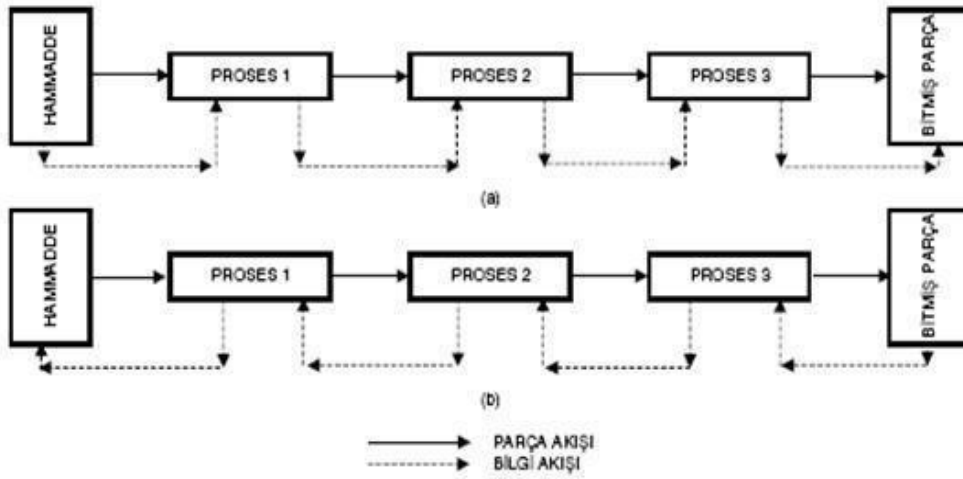 HAMMADDE
PROSES 1
PROSES 2
PROSES 3
BİTMİŞ PARÇA
(a)
HAMMADDE
PROSES 1
PROSES 2
PROSES 3
BİTMİŞ PARÇA
(b)
PARÇA AKIŞI
BİLGİ AKIŞI